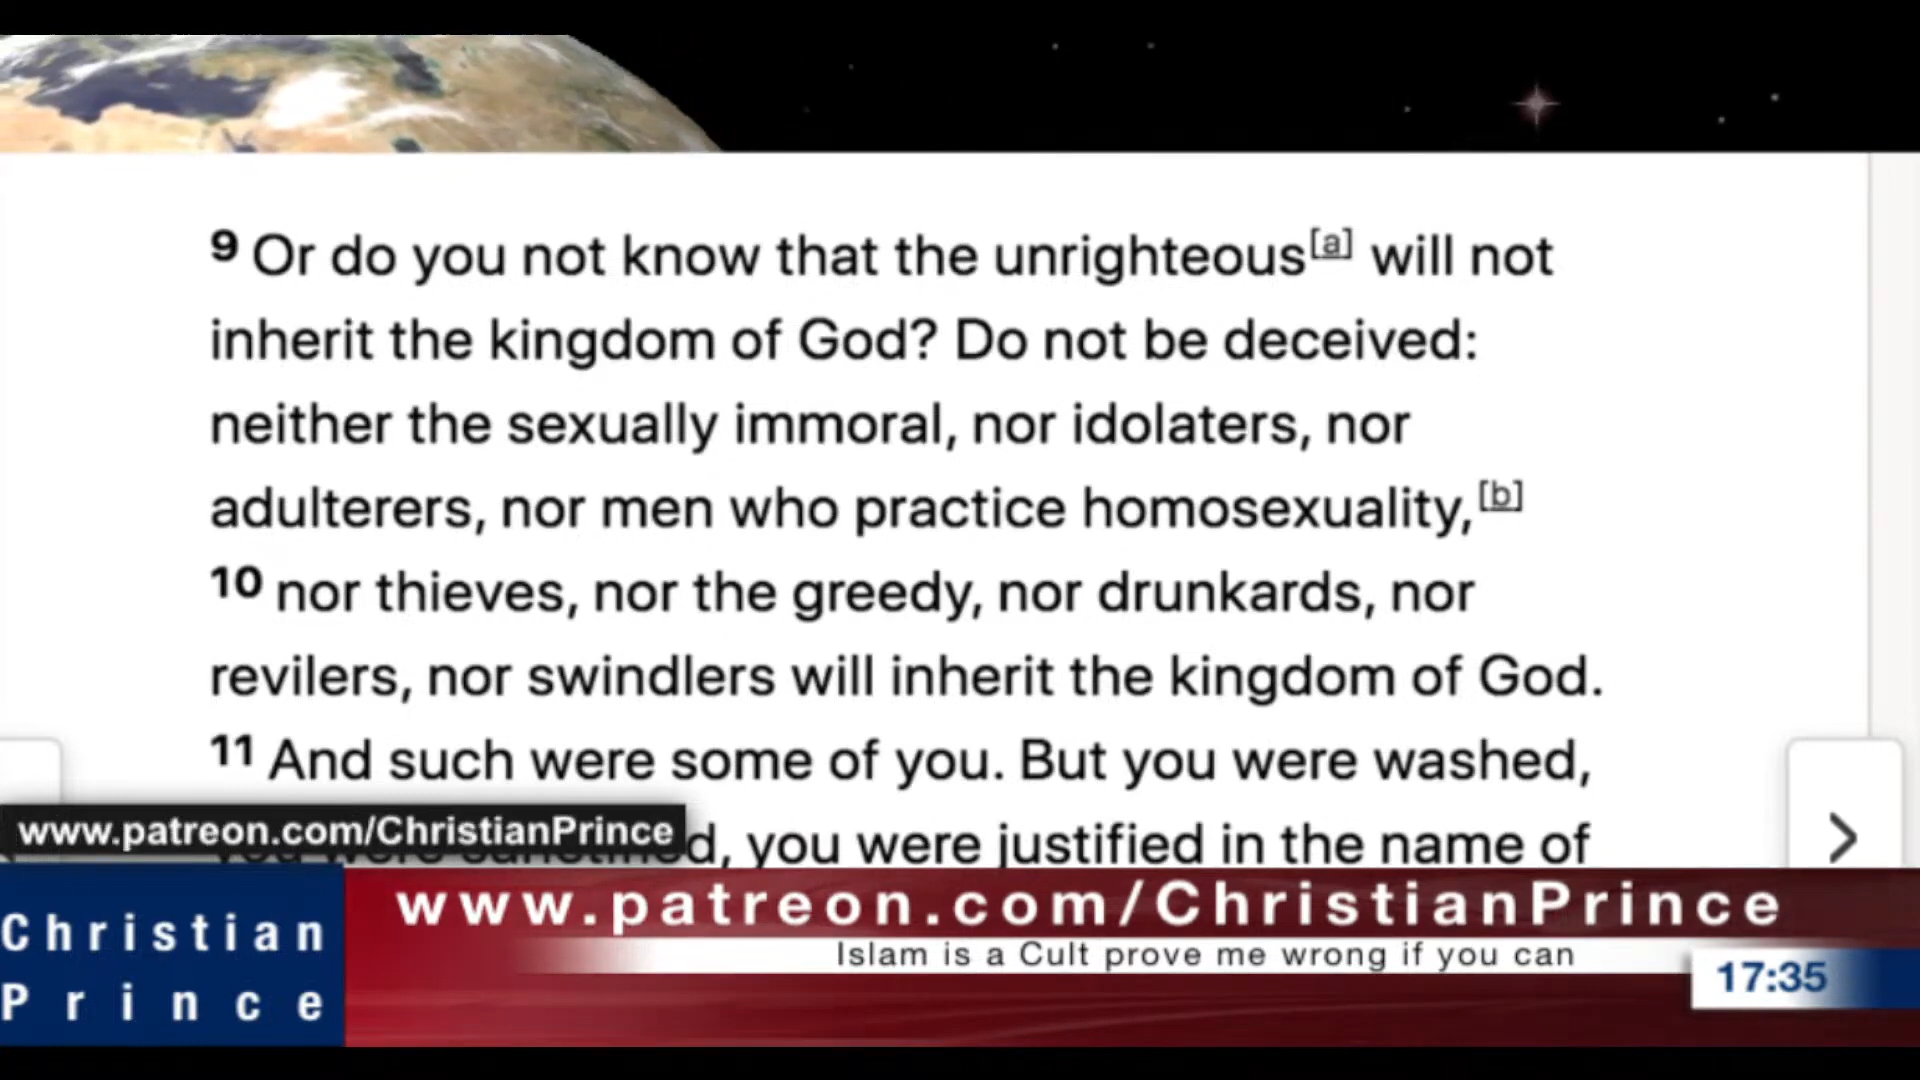 9 Or do you not know that the unrighteous[a] will not
inherit the kingdom of God? Do not be deceived:
neither the sexually immoral, nor idolaters, nor
adulterers, nor men who practice homosexuality,[b]
10 nor thieves, nor the greedy, nor drunkards, nor
revilers, nor swindlers will inherit the kingdom of God.
11 And such were some of you. But you were washed,
you were justified in the name of
www.patreon.com/ChristianPrince
www.patreon.com/ChristianPrince
Islam is a Cult prove me wrong if you can
Christian
Prince
17:35